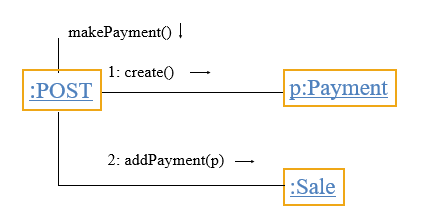 makePayment()
1: create()
:POST
p:Payment
2: addPayment(p)
:Sale